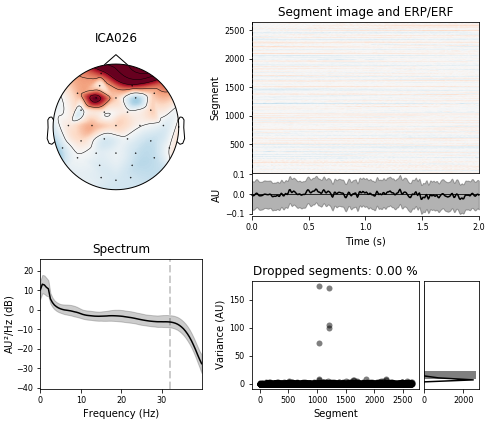 ICA026
Segment image and ERP/ERF
2500
2000
1500
1000
500
Segment
0.1
0.0
−0.1
AU
0.0 0.5 1.0 1.5 2.0
Time (s)
Spectrum
20
10
0
−10
−20
−30
−40
AU²/Hz (dB)
0 10 20 30
Frequency (Hz)
Dropped segments: 0.00 %
150
100
50
0
Variance (AU)
0 500 1000 1500 2000 2500
Segment
0 2000